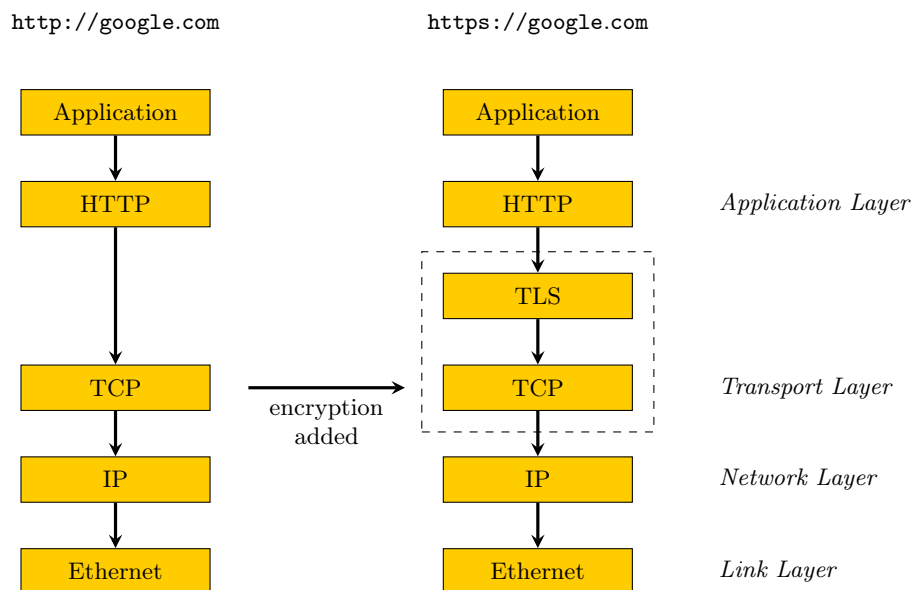 http://google.com
https://google.com
Application
Application
HTTP
HTTP
Application Layer
TLS
TCP
encryption
added
TCP
Transport Layer
IP
IP
Network Layer
Ethernet
Ethernet
Link Layer